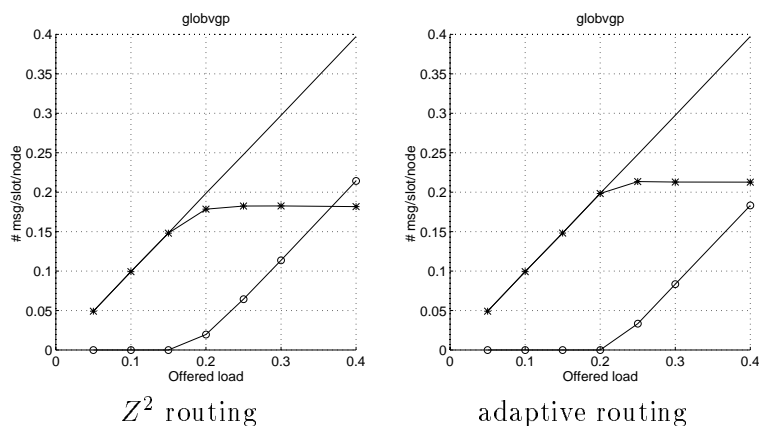 globvgp
0.4
0.35
0.3
0.25
0.2
0.15
0.1
0.05
0
# msg/slot/node
0 0.1 0.2 0.3 0.4
Offered load
Z² routing
globvgp
0.4
0.35
0.3
0.25
0.2
0.15
0.1
0.05
0
# msg/slot/node
0 0.1 0.2 0.3 0.4
Offered load
adaptive routing